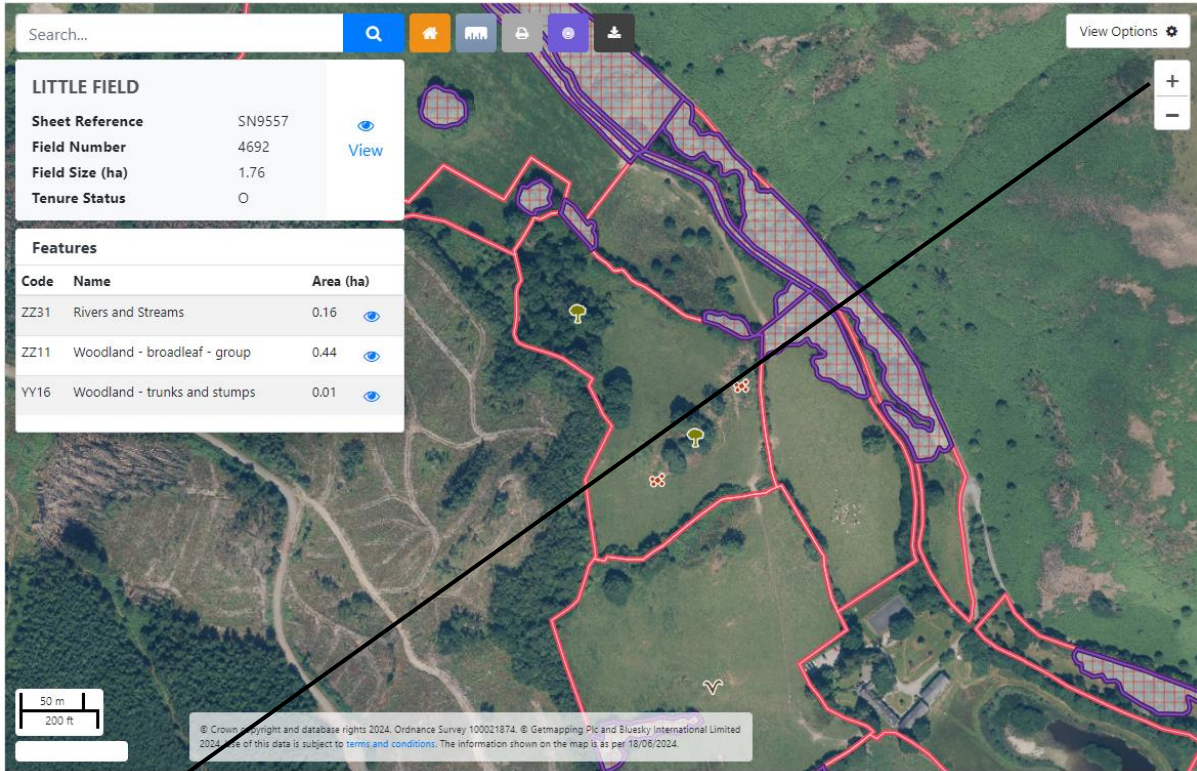 Search...
View Options
LITTLE FIELD
Sheet Reference SN9557
Field Number 4692
Field Size (ha) 1.76
Tenure Status O
View
+
−
Features
Code Name Area (ha)
ZZ31 Rivers and Streams 0.16
ZZ11 Woodland - broadleaf - group 0.44
YY16 Woodland - trunks and stumps 0.01
50 m
200 ft
© Crown copyright and database rights 2024. Ordnance Survey 100021874. © Getmapping Plc and Bluesky International Limited
2024. Use of this data is subject to terms and conditions. The information shown on the map is as per 18/06/2024.